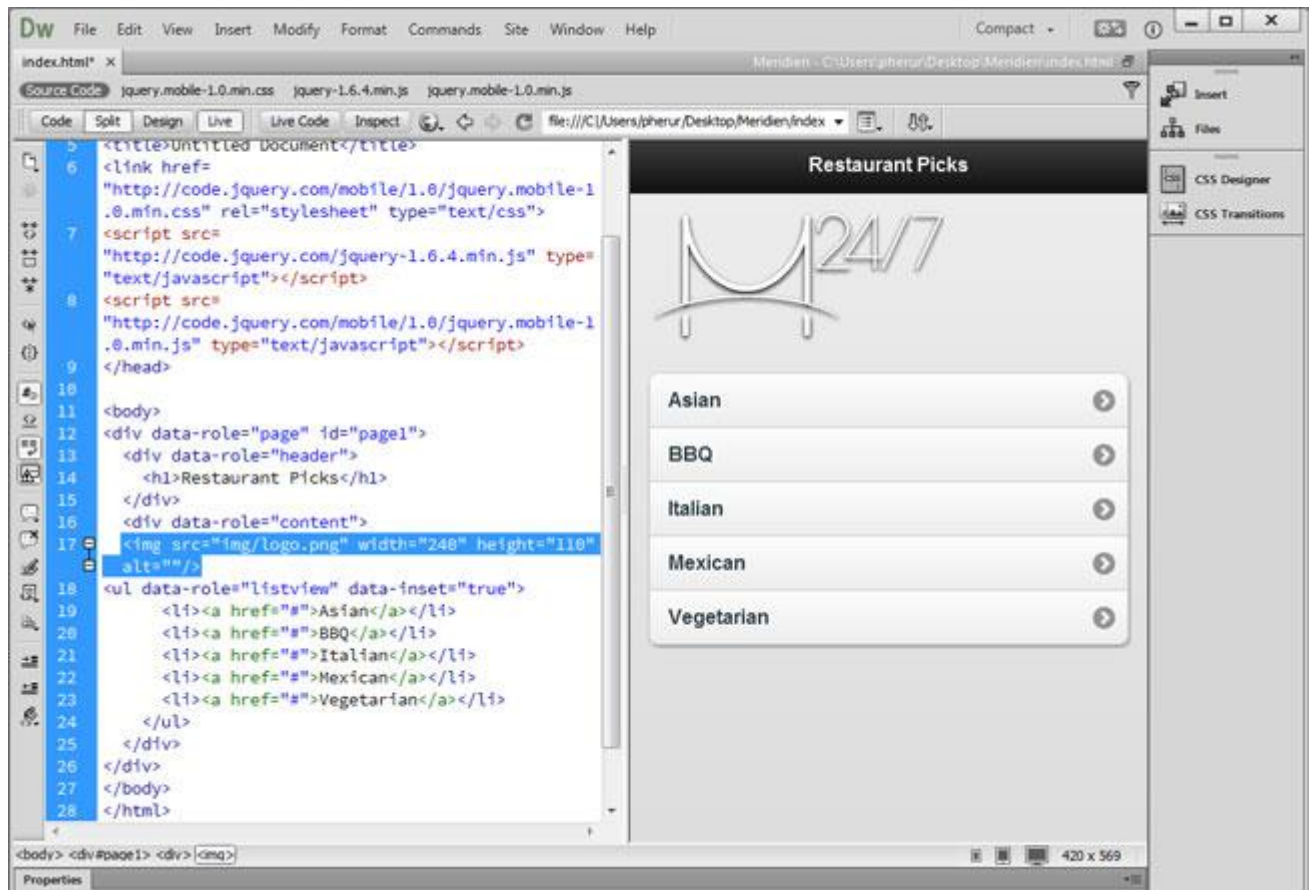 Dw File Edit View Insert Modify Format Commands Site Window Help Compact
index.html* × Meridien - C:\Users\pherur\Desktop\Meridien\index.html
Source Code jquery.mobile-1.0.min.css jquery-1.6.4.min.js jquery.mobile-1.0.min.js
Code Split Design Live Live Code Inspect file:///C|/Users/pherur/Desktop/Meridien/index
5 <title>Untitled Document</title>
6 <link href=
"http://code.jquery.com/mobile/1.0/jquery.mobile-1
.0.min.css" rel="stylesheet" type="text/css">
7 <script src=
"http://code.jquery.com/jquery-1.6.4.min.js" type=
"text/javascript"></script>
8 <script src=
"http://code.jquery.com/mobile/1.0/jquery.mobile-1
.0.min.js" type="text/javascript"></script>
9 </head>
10
11 <body>
12 <div data-role="page" id="page1">
13 <div data-role="header">
14 <h1>Restaurant Picks</h1>
15 </div>
16 <div data-role="content">
17 <img src="img/logo.png" width="240" height="110"
alt=""/>
18 <ul data-role="listview" data-inset="true">
19 <li><a href="#">Asian</a></li>
20 <li><a href="#">BBQ</a></li>
21 <li><a href="#">Italian</a></li>
22 <li><a href="#">Mexican</a></li>
23 <li><a href="#">Vegetarian</a></li>
24 </ul>
25 </div>
26 </div>
27 </body>
28 </html>
Restaurant Picks
24/7
Asian
BBQ
Italian
Mexican
Vegetarian
Insert
Files
CSS Designer
CSS Transitions
<body> <div#page1> <div> <img> 420 x 569
Properties